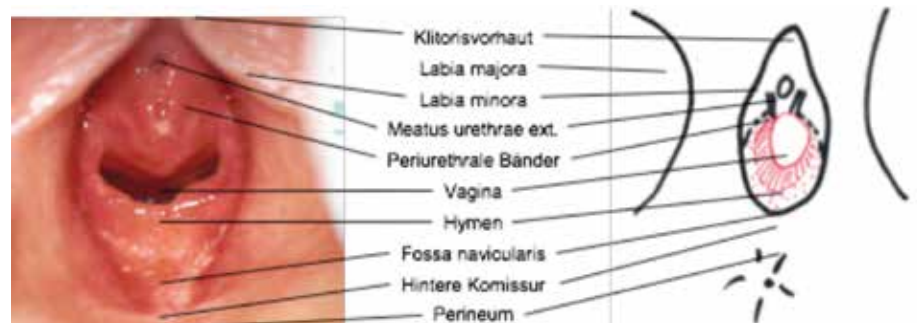 Klitorisvorhaut
Labia majora
Labia minora
Meatus urethrae ext.
Periurethrale Bänder
Vagina
Hymen
Fossa navicularis
Hintere Komissur
Perineum